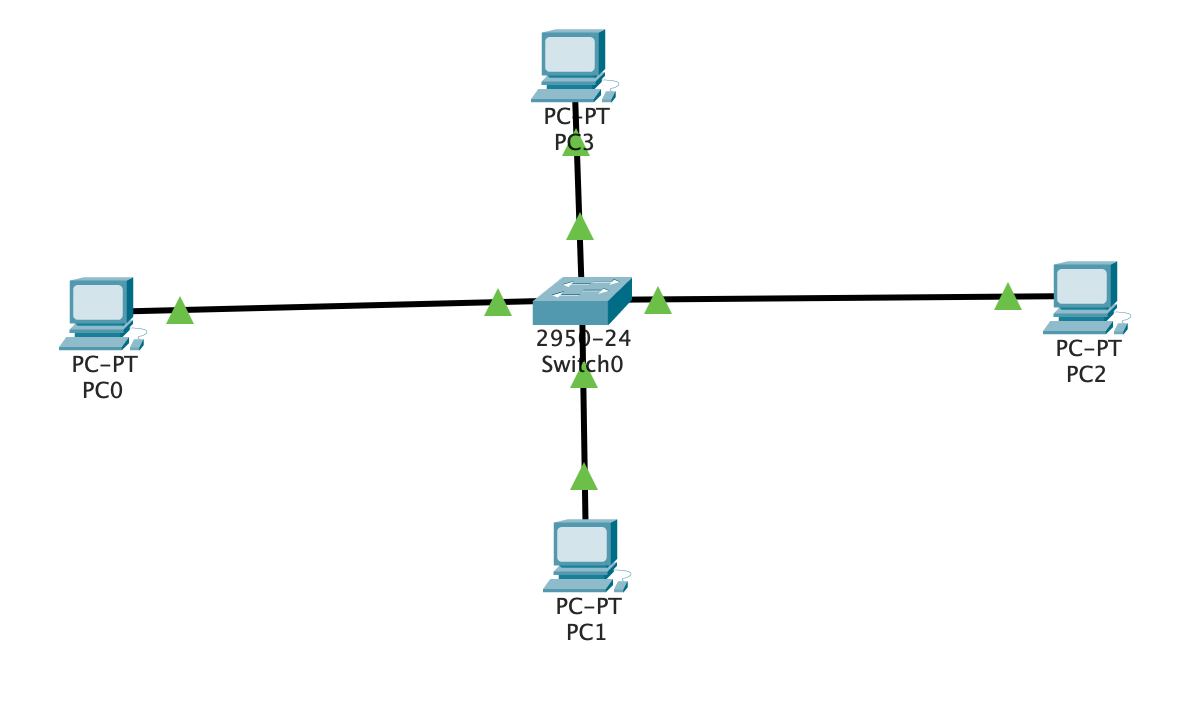 PC-PT
PC3
PC-PT
PC0
2950-24
Switch0
PC-PT
PC2
PC-PT
PC1